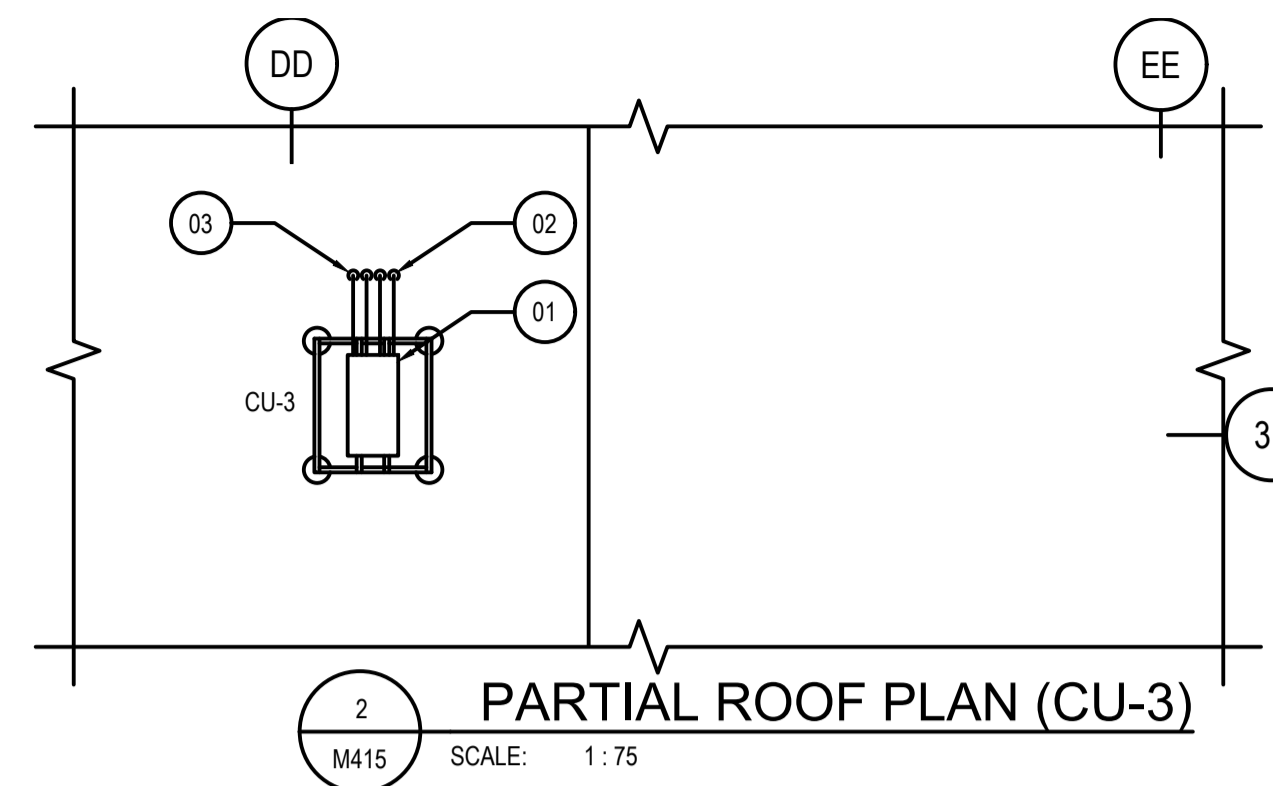 DD
EE
03
02
01
CU-3
3
2
PARTIAL ROOF PLAN (CU-3)
M415
SCALE: 1 : 75